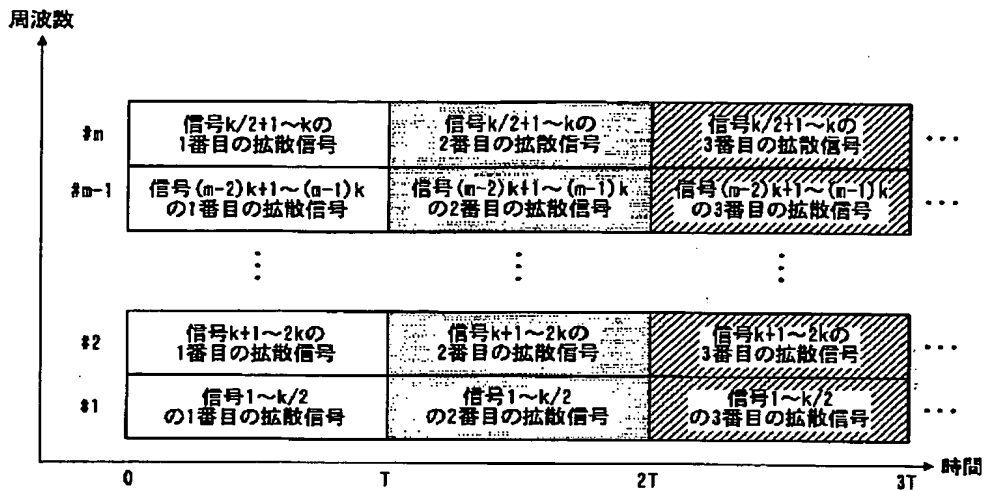 周波数
#m
信号k/2+1~kの
1番目の拡散信号
信号k/2+1~kの
2番目の拡散信号
信号k/2+1~kの
3番目の拡散信号
...
#m-1
信号(m-2)k+1~(m-1)k
の1番目の拡散信号
信号(m-2)k+1~(m-1)k
の2番目の拡散信号
信号(m-2)k+1~(m-1)k
の3番目の拡散信号
...
#2
信号k+1~2kの
1番目の拡散信号
信号k+1~2kの
2番目の拡散信号
信号k+1~2kの
3番目の拡散信号
...
#1
信号1~k/2
の1番目の拡散信号
信号1~k/2
の2番目の拡散信号
信号1~k/2
の3番目の拡散信号
...
0
T
2T
3T
時間